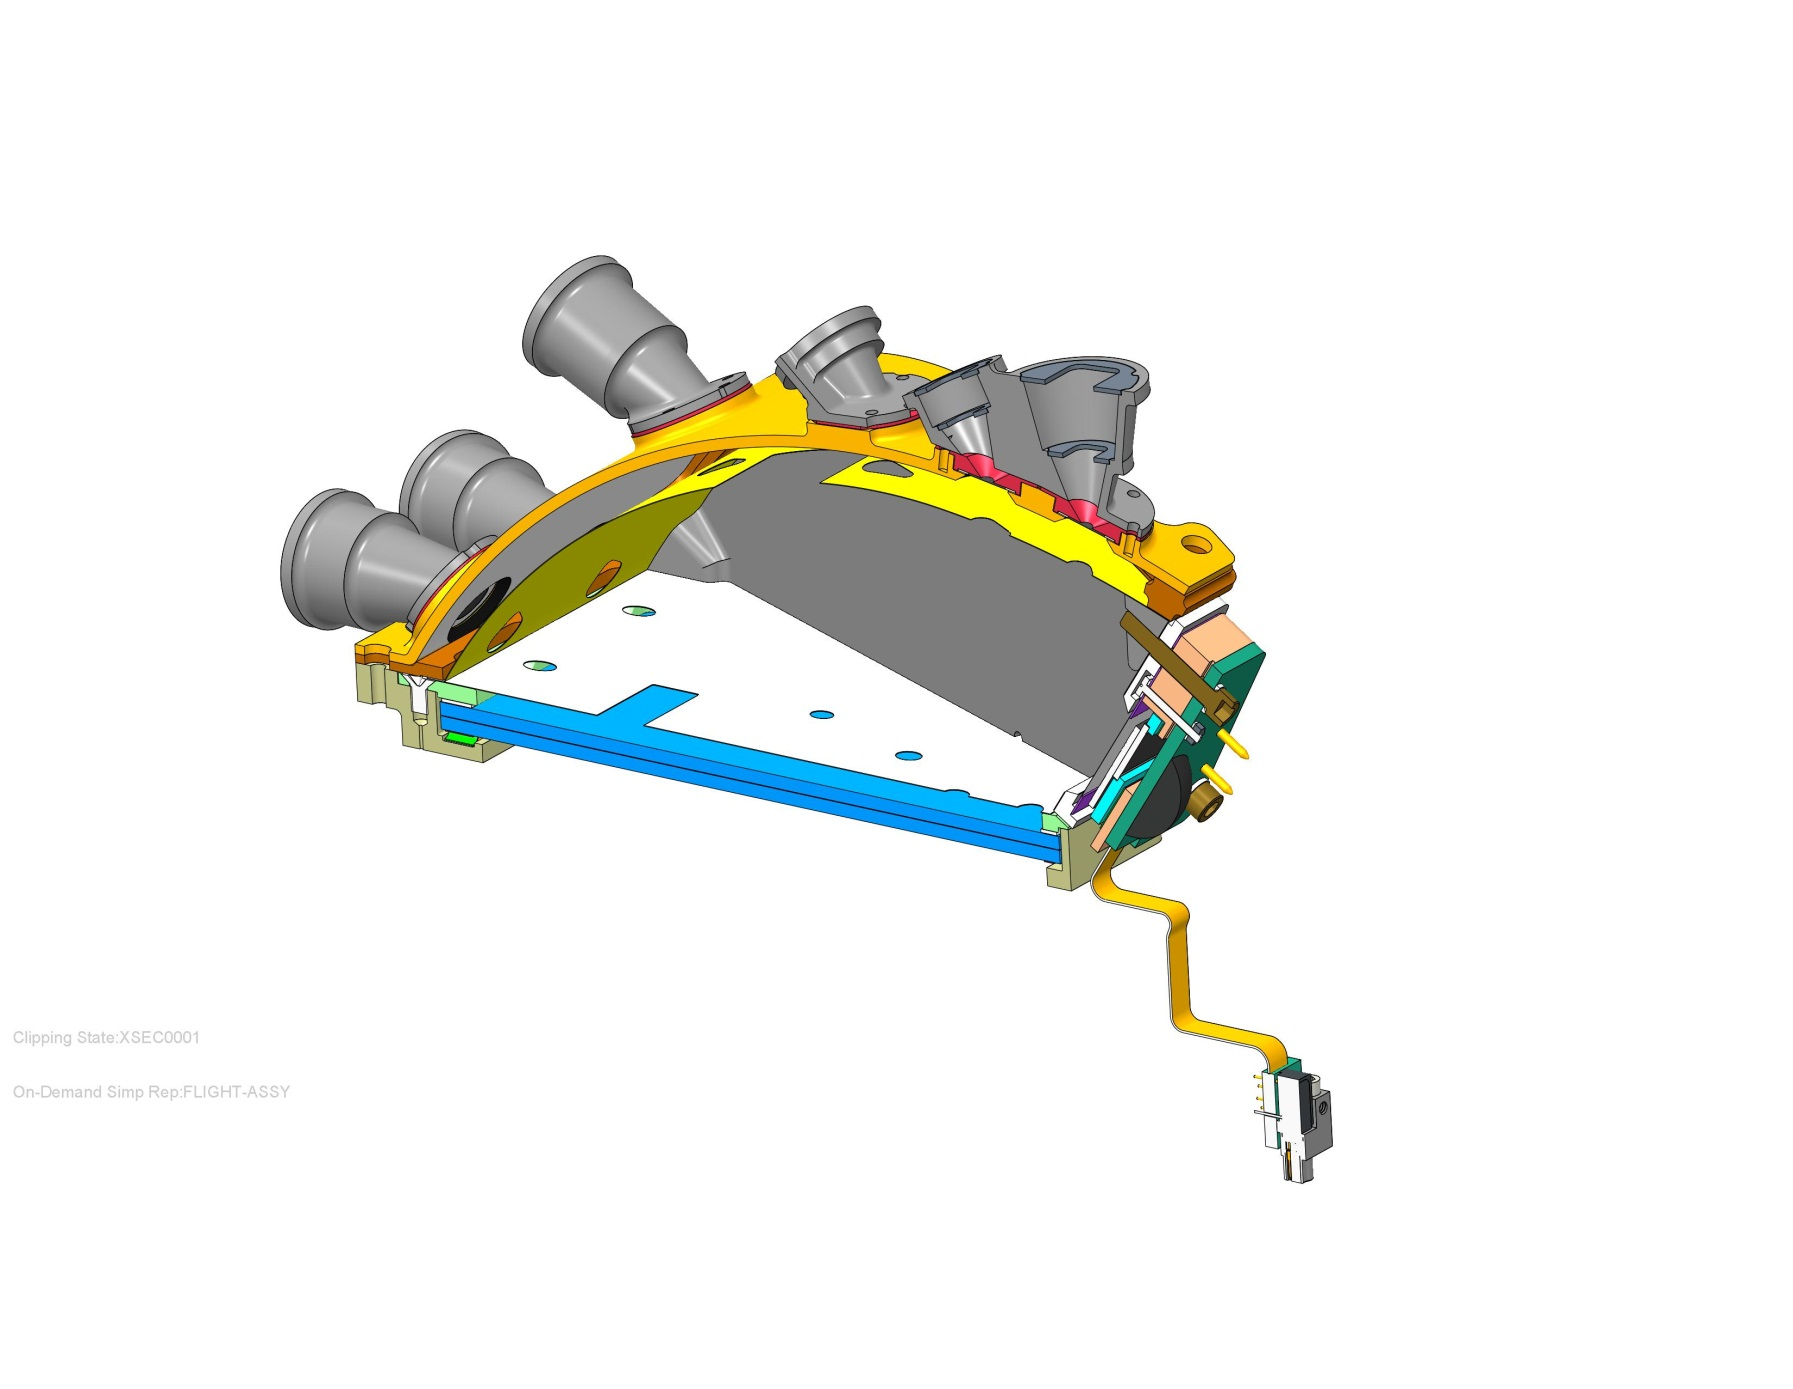 Clipping State:XSEC0001
On-Demand Simp Rep:FLIGHT-ASSY